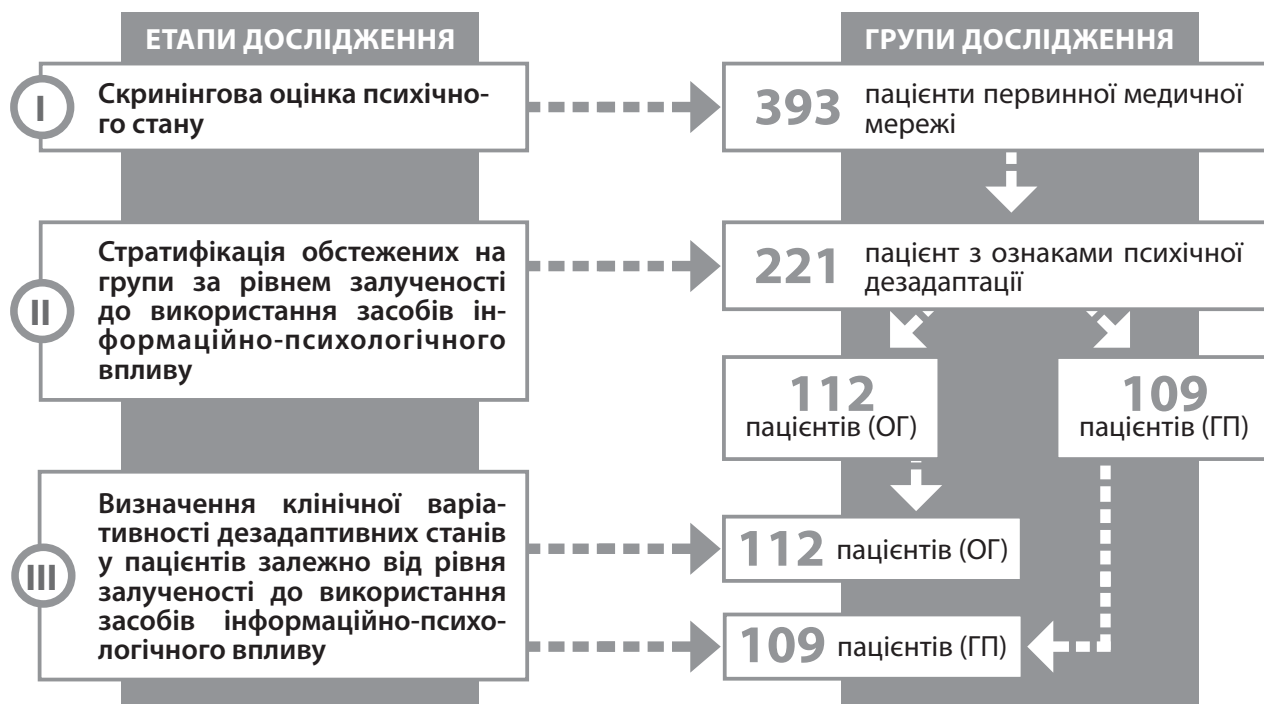 ЕТАПИ ДОСЛІДЖЕННЯ
ГРУПИ ДОСЛІДЖЕННЯ
I
Скринінгова оцінка психічно-
го стану
393
пацієнти первинної медичної
мережі
II
Стратифікація обстежених на
групи за рівнем залученості
до використання засобів ін-
формаційно-психологічного
впливу
221
пацієнт з ознаками психічної
дезадаптації
112
пацієнтів (ОГ)
109
пацієнтів (ГП)
III
Визначення клінічної варіа-
тивності дезадаптивних станів
у пацієнтів залежно від рівня
залученості до використання
засобів інформаційно-психо-
логічного впливу
112 пацієнтів (ОГ)
109 пацієнтів (ГП)